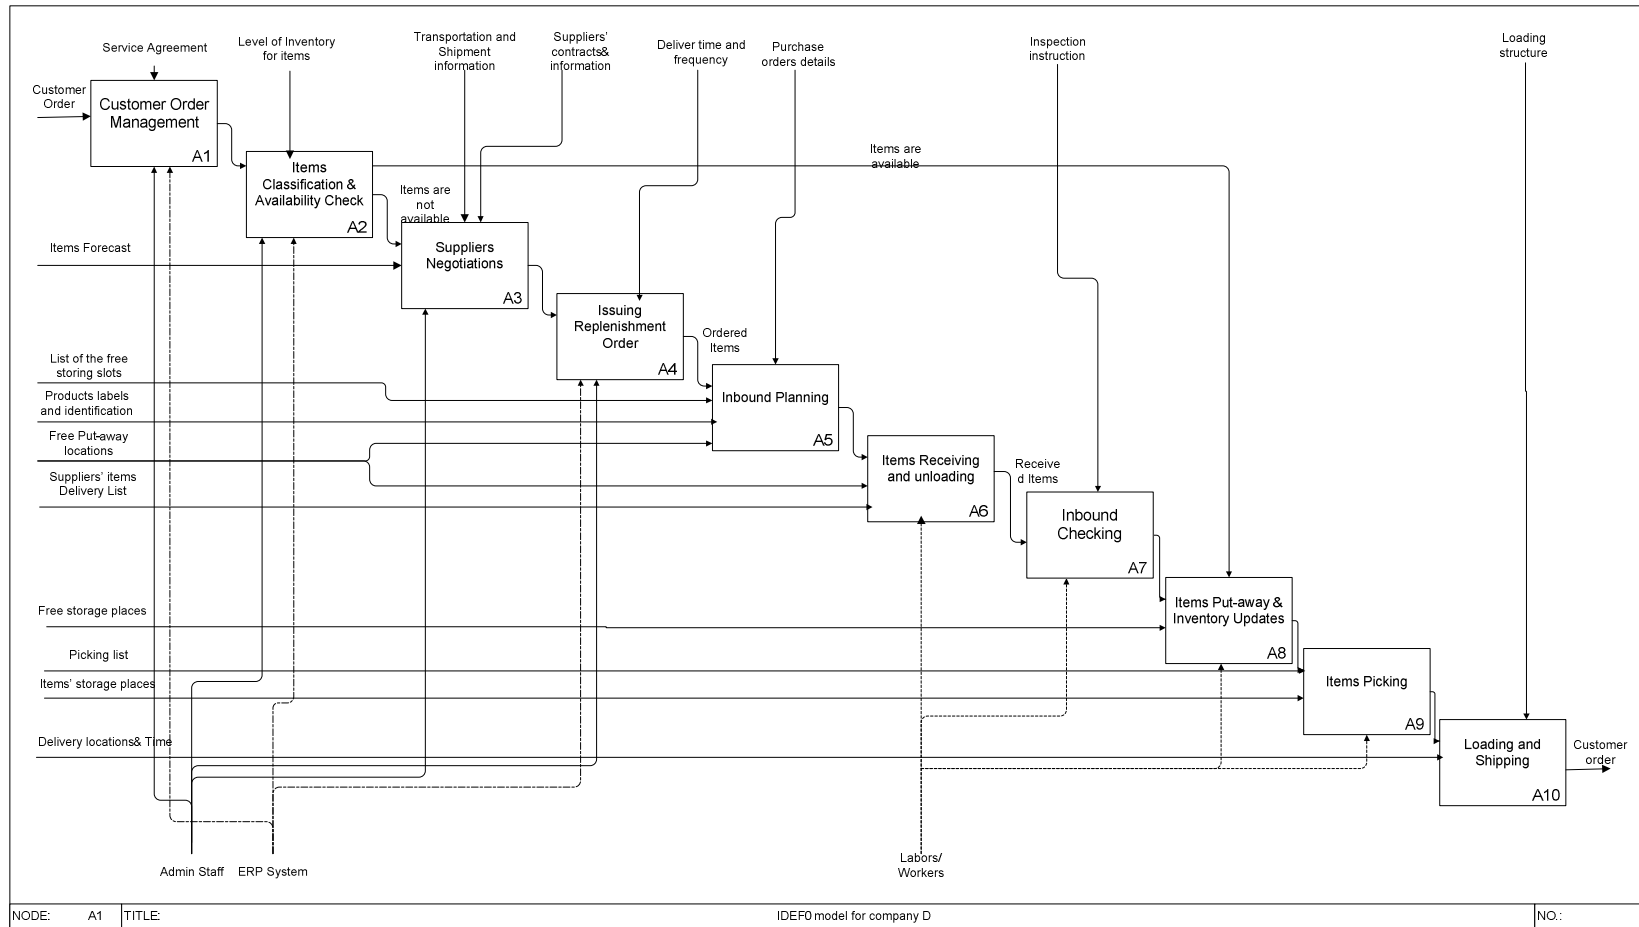 Service Agreement
Level of Inventory
for items
Transportation and
Shipment
information
Suppliers'
contracts&
information
Deliver time and
frequency
Purchase
orders details
Inspection
instruction
Loading
structure
Customer
Order
Customer Order
Management
A1
Items
Classification &
Availability Check
A2
Items are
available
Items are
not
available
Items Forecast
Suppliers
Negotiations
A3
Issuing
Replenishment
Order
A4
Ordered
Items
List of the free
storing slots
Products labels
and identification
Free Put-away
locations
Suppliers' items
Delivery List
Inbound Planning
A5
Items Receiving
and unloading
A6
Receive
d Items
Inbound
Checking
A7
Free storage places
Items Put-away &
Inventory Updates
A8
Picking list
Items' storage places
Items Picking
A9
Delivery locations& Time
Loading and
Shipping
A10
Customer
order
Admin Staff
ERP System
Labors/
Workers
NODE: A1 TITLE: IDEF0 model for company D NO.: